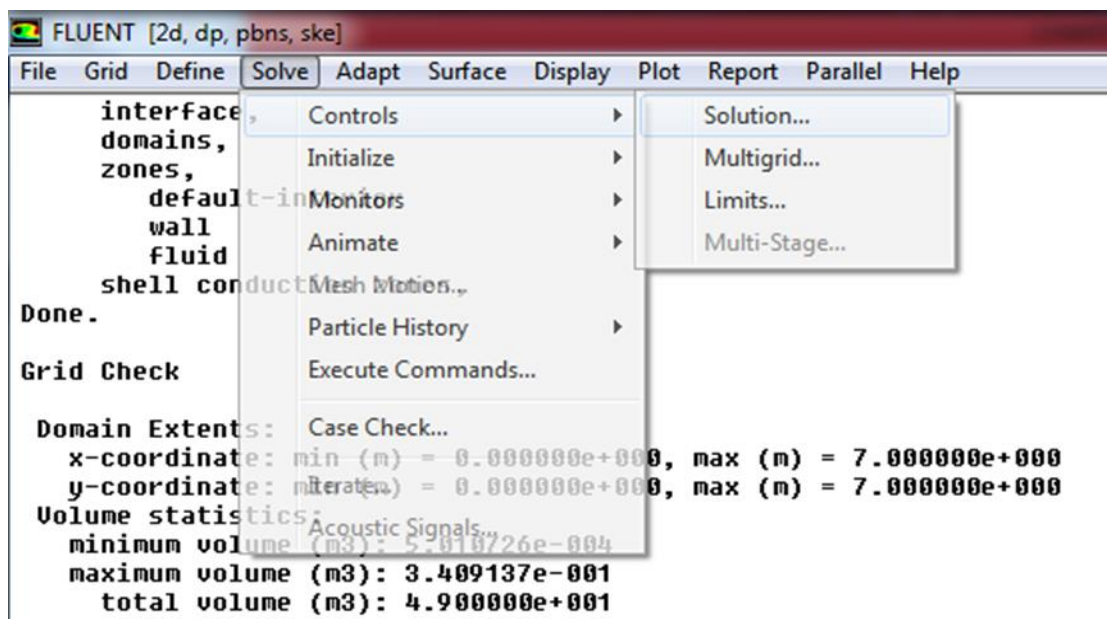 FLUENT [2d, dp, pbns, ske]
File Grid Define Solve Adapt Surface Display Plot Report Parallel Help
interface,
domains,
zones,
default-interior
wall
fluid
shell conduction zones,
Done.
Grid Check
Domain Extents:
x-coordinate: min (m) = 0.000000e+000, max (m) = 7.000000e+000
y-coordinate: min (m) = 0.000000e+000, max (m) = 7.000000e+000
Volume statistics:
minimum volume (m3): 5.010726e-004
maximum volume (m3): 3.409137e-001
total volume (m3): 4.900000e+001
Controls
Initialize
Monitors
Animate
Mesh Motion...
Particle History
Execute Commands...
Case Check...
Iterate...
Acoustic Signals...
Solution...
Multigrid...
Limits...
Multi-Stage...